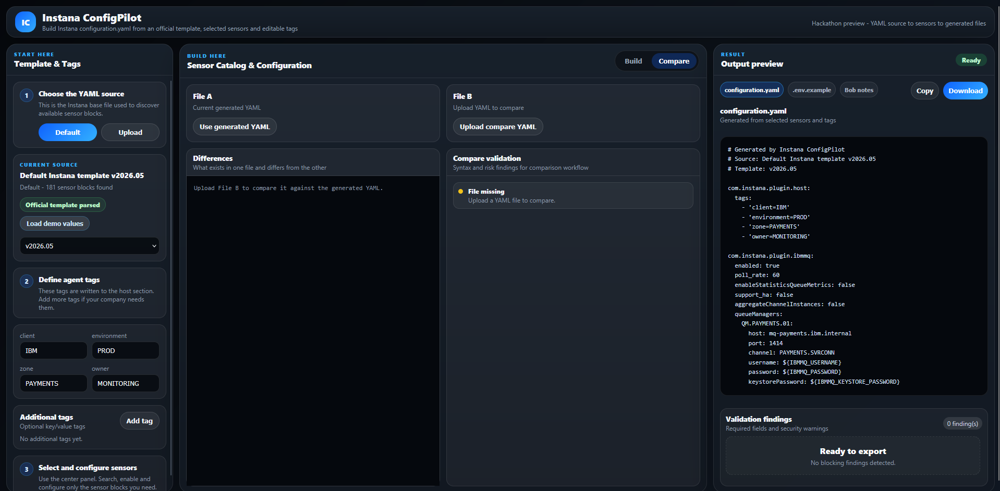 IC
Instana ConfigPilot
Build Instana configuration.yaml from an official template, selected sensors and editable tags
Hackathon preview - YAML source to sensors to generated files
START HERE
Template & Tags
1
Choose the YAML source
This is the Instana base file used to discover
available sensor blocks.
Default
Upload
CURRENT SOURCE
Default Instana template v2026.05
Default - 181 sensor blocks found
Official template parsed
Load demo values
v2026.05
2
Define agent tags
These tags are written to the host section.
Add more tags if your company needs
them.
client
environment
IBM
PROD
zone
owner
PAYMENTS
MONITORING
Additional tags
Optional key/value tags
Add tag
No additional tags yet.
3
Select and configure sensors
Use the center panel. Search, enable and
configure only the sensor blocks you need.
BUILD HERE
Sensor Catalog & Configuration
Build
Compare
File A
Current generated YAML
Use generated YAML
File B
Upload YAML to compare
Upload compare YAML
Differences
What exists in one file and differs from the other
Upload File B to compare it against the generated YAML.
Compare validation
Syntax and risk findings for comparison workflow
File missing
Upload a YAML file to compare.
RESULT
Output preview
Ready
configuration.yaml
.env.example
Bob notes
Copy
Download
configuration.yaml
Generated from selected sensors and tags
# Generated by Instana ConfigPilot
# Source: Default Instana template v2026.05
# Template: v2026.05
com.instana.plugin.host:
tags:
- 'client=IBM'
- 'environment=PROD'
- 'zone=PAYMENTS'
- 'owner=MONITORING'
com.instana.plugin.ibmmq:
enabled: true
poll_rate: 60
enableStatisticsQueueMetrics: false
support_ha: false
aggregateChannelInstances: false
queueManagers:
QM.PAYMENTS.01:
host: mq-payments.ibm.internal
port: 1414
channel: PAYMENTS.SVRCONN
username: ${IBMMQ_USERNAME}
password: ${IBMMQ_PASSWORD}
keystorePassword: ${IBMMQ_KEYSTORE_PASSWORD}
Validation findings
Required fields and security warnings
0 finding(s)
Ready to export
No blocking findings detected.